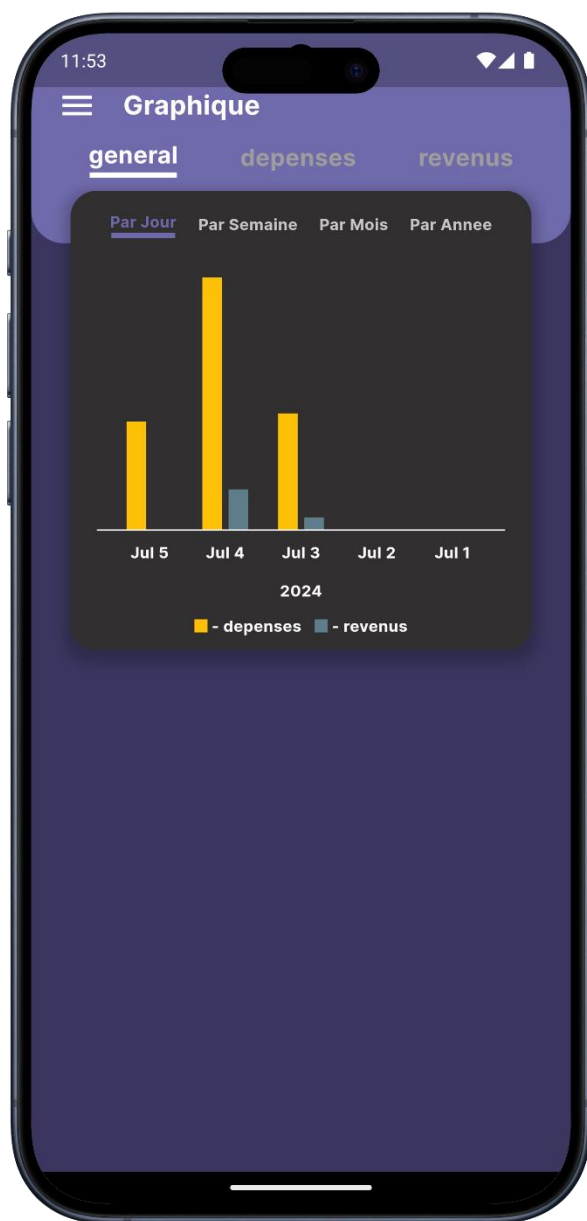 11:53
Graphique
general depenses revenus
Par Jour Par Semaine Par Mois Par Annee
Jul 5 Jul 4 Jul 3 Jul 2 Jul 1
2024
- depenses - revenus